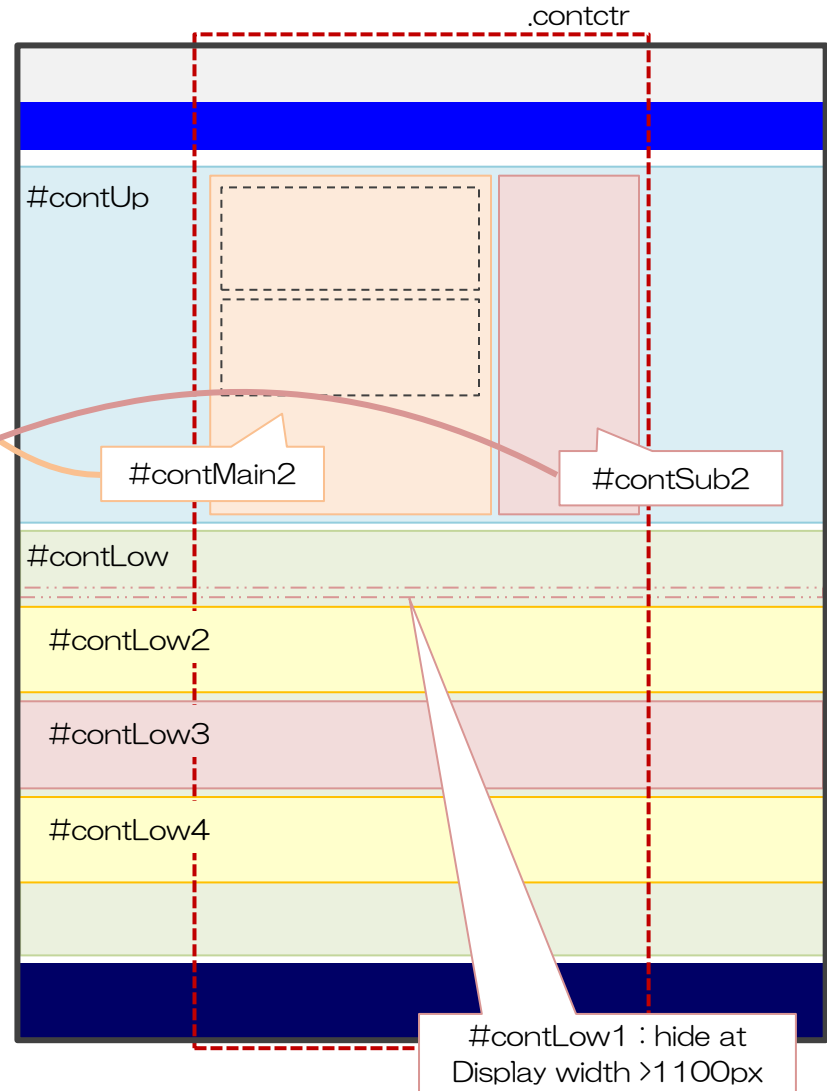 .contctr
#contUp
#contMain2
#contSub2
#contLow
#contLow2
#contLow3
#contLow4
#contLow1 : hide at
Display width >1100px